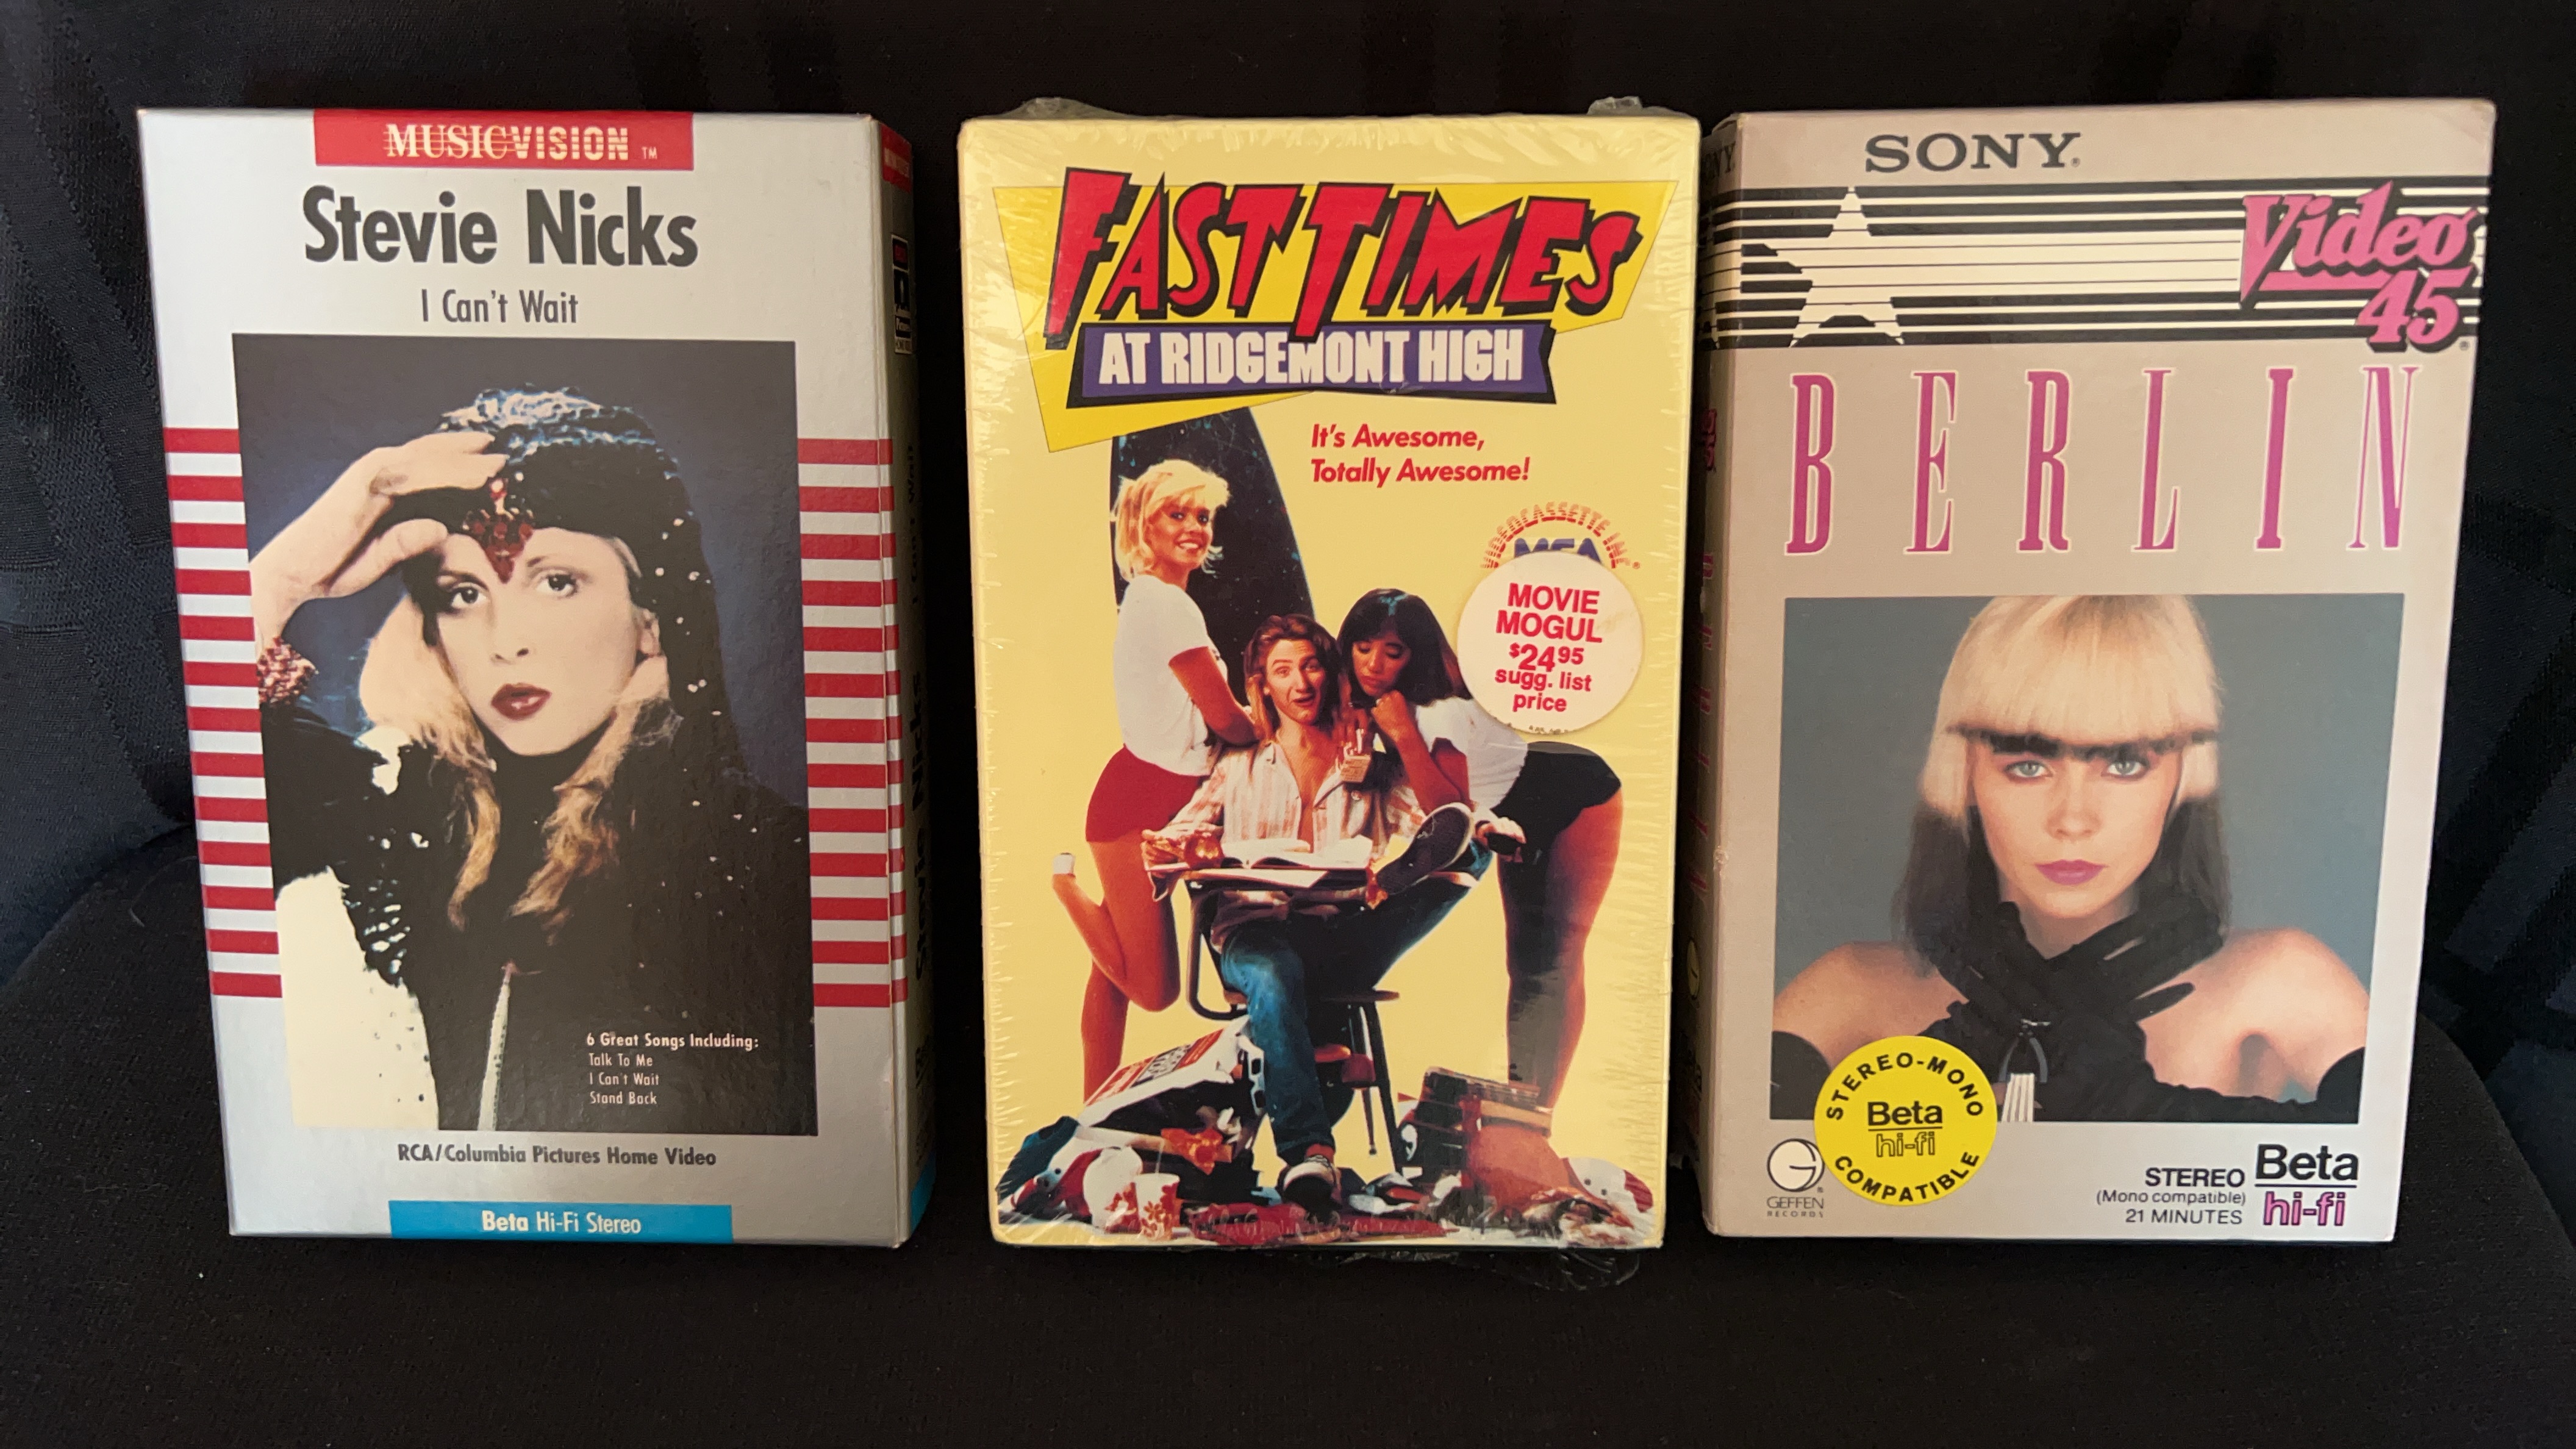 MUSICVISION TM
Stevie Nicks
I Can't Wait
6 Great Songs Including:
Talk To Me
I Can't Wait
Stand Back
RCA/Columbia Pictures Home Video
Beta Hi-Fi Stereo
FAST TIMES
AT RIDGEMONT HIGH
It's Awesome,
Totally Awesome!
MCA
MOVIE
MOGUL
$24.95
sugg. list
price
SONY®
Video
45®
BERLIN
STEREO-MONO
Beta
hi-fi
COMPATIBLE
GEFFEN
RECORDS
STEREO
(Mono compatible)
21 MINUTES
Beta
hi-fi